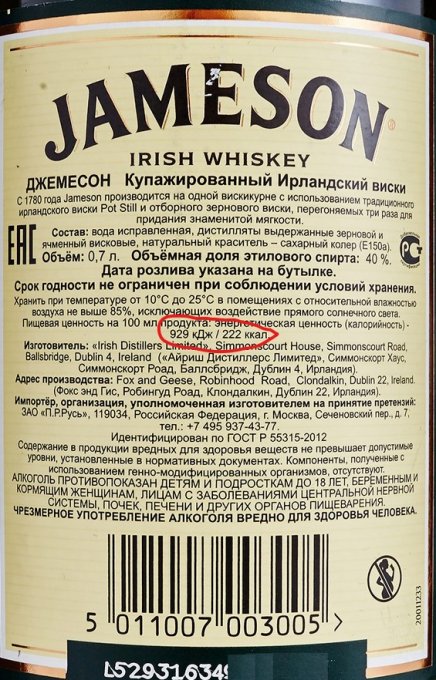 JAMESON®
IRISH WHISKEY
ДЖЕМЕСОН Купажированный Ирландский виски
С 1780 года Jameson производится на одной вискикурне с использованием традиционного
ирландского виски Pot Still и отборного зернового виски, перегоняемых три раза для
придания знаменитой мягкости.
ЕАС
Состав: вода исправленная, дистилляты выдержанные зерновой и
ячменный висковые, натуральный краситель – сахарный колер (Е150а).
Объём: 0,7 л. Объёмная доля этилового спирта: 40 %.
Дата розлива указана на бутылке.
Срок годности не ограничен при соблюдении условий хранения.
Хранить при температуре от 10°С до 25°С в помещениях с относительной влажностью
воздуха не выше 85%, исключающих воздействие прямого солнечного света.
Пищевая ценность на 100 мл продукта: энергетическая ценность (калорийность) -
929 кДж / 222 ккал.
Изготовитель: «Irish Distillers Limited», Simmonscourt House, Simmonscourt Road,
Ballsbridge, Dublin 4, Ireland («Айриш Дистиллерс Лимитед», Симмонскорт Хаус,
Симмонскорт Роад, Баллсбридж, Дублин 4, Ирландия).
Адрес производства: Fox and Geese, Robinhood Road, Clondalkin, Dublin 22, Ireland.
(Фокс энд Гис, Робингуд Роад, Клондалкин, Дублин 22, Ирландия).
Импортёр, организация, уполномоченная на принятие претензий:
ЗАО «П.Р.Русь», 119034, Российская Федерация, г. Москва, Сеченовский пер., д. 7,
тел.: +7 495 937-43-77.
Идентифицирован по ГОСТ Р 55315-2012
Содержание в продукции вредных для здоровья веществ не превышает допустимые
уровни, установленные в нормативных документах. Компоненты, полученные с
использованием генно-модифицированных организмов, отсутствуют.
АЛКОГОЛЬ ПРОТИВОПОКАЗАН ДЕТЯМ И ПОДРОСТКАМ ДО 18 ЛЕТ, БЕРЕМЕННЫМ И
КОРМЯЩИМ ЖЕНЩИНАМ, ЛИЦАМ С ЗАБОЛЕВАНИЯМИ ЦЕНТРАЛЬНОЙ НЕРВНОЙ
СИСТЕМЫ, ПОЧЕК, ПЕЧЕНИ И ДРУГИХ ОРГАНОВ ПИЩЕВАРЕНИЯ.
ЧРЕЗМЕРНОЕ УПОТРЕБЛЕНИЕ АЛКОГОЛЯ ВРЕДНО ДЛЯ ЗДОРОВЬЯ ЧЕЛОВЕКА.
5 011007 003005 >
20011233
L52931634